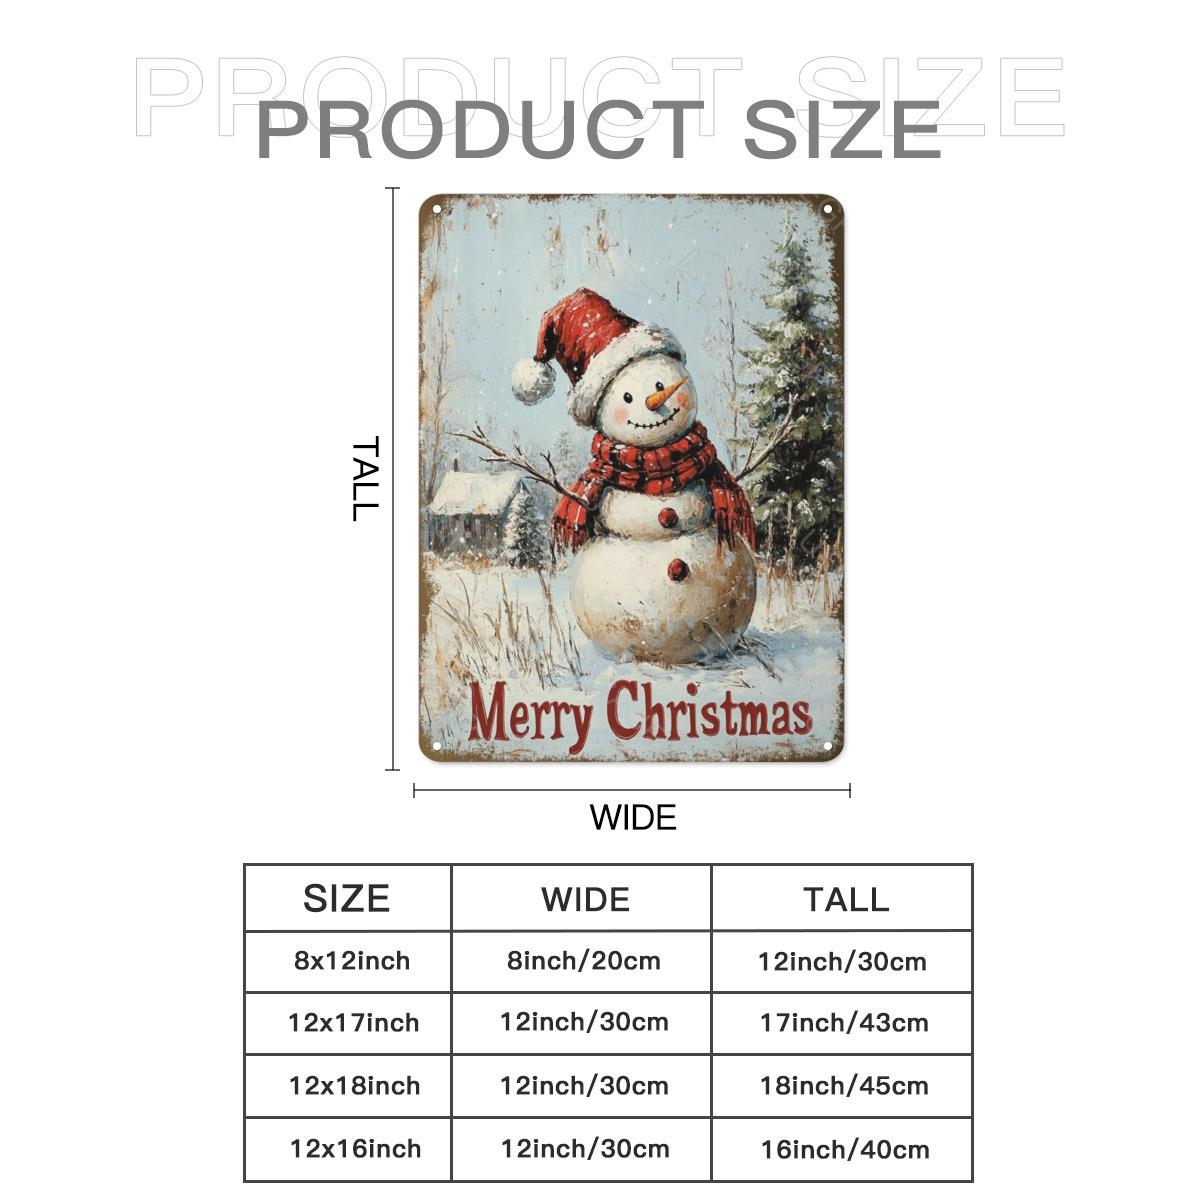 PRODUCT SIZE
PRODUCT SIZE
TALL
Merry Christmas
WIDE
SIZE WIDE TALL
8x12inch 8inch/20cm 12inch/30cm
12x17inch 12inch/30cm 17inch/43cm
12x18inch 12inch/30cm 18inch/45cm
12x16inch 12inch/30cm 16inch/40cm